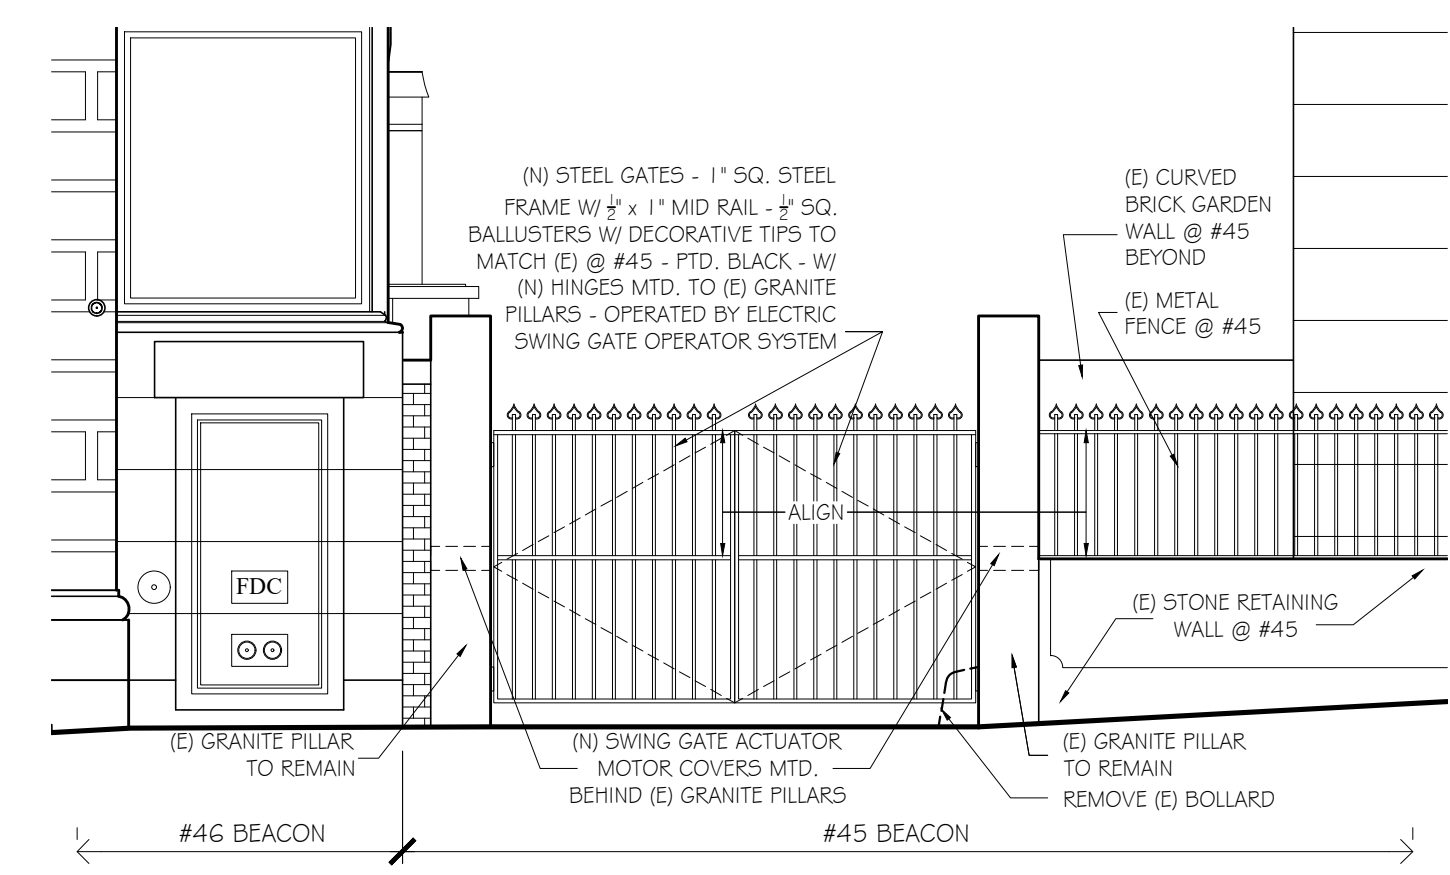 (N) STEEL GATES - 1" SQ. STEEL
FRAME W/ ½" x 1" MID RAIL - ½" SQ.
BALLUSTERS W/ DECORATIVE TIPS TO
MATCH (E) @ #45 - PTD. BLACK - W/
(N) HINGES MTD. TO (E) GRANITE
PILLARS - OPERATED BY ELECTRIC
SWING GATE OPERATOR SYSTEM
(E) CURVED
BRICK GARDEN
WALL @ #45
BEYOND
(E) METAL
FENCE @ #45
ALIGN
FDC
(E) STONE RETAINING
WALL @ #45
(E) GRANITE PILLAR
TO REMAIN
(N) SWING GATE ACTUATOR
MOTOR COVERS MTD.
BEHIND (E) GRANITE PILLARS
(E) GRANITE PILLAR
TO REMAIN
REMOVE (E) BOLLARD
#46 BEACON
#45 BEACON